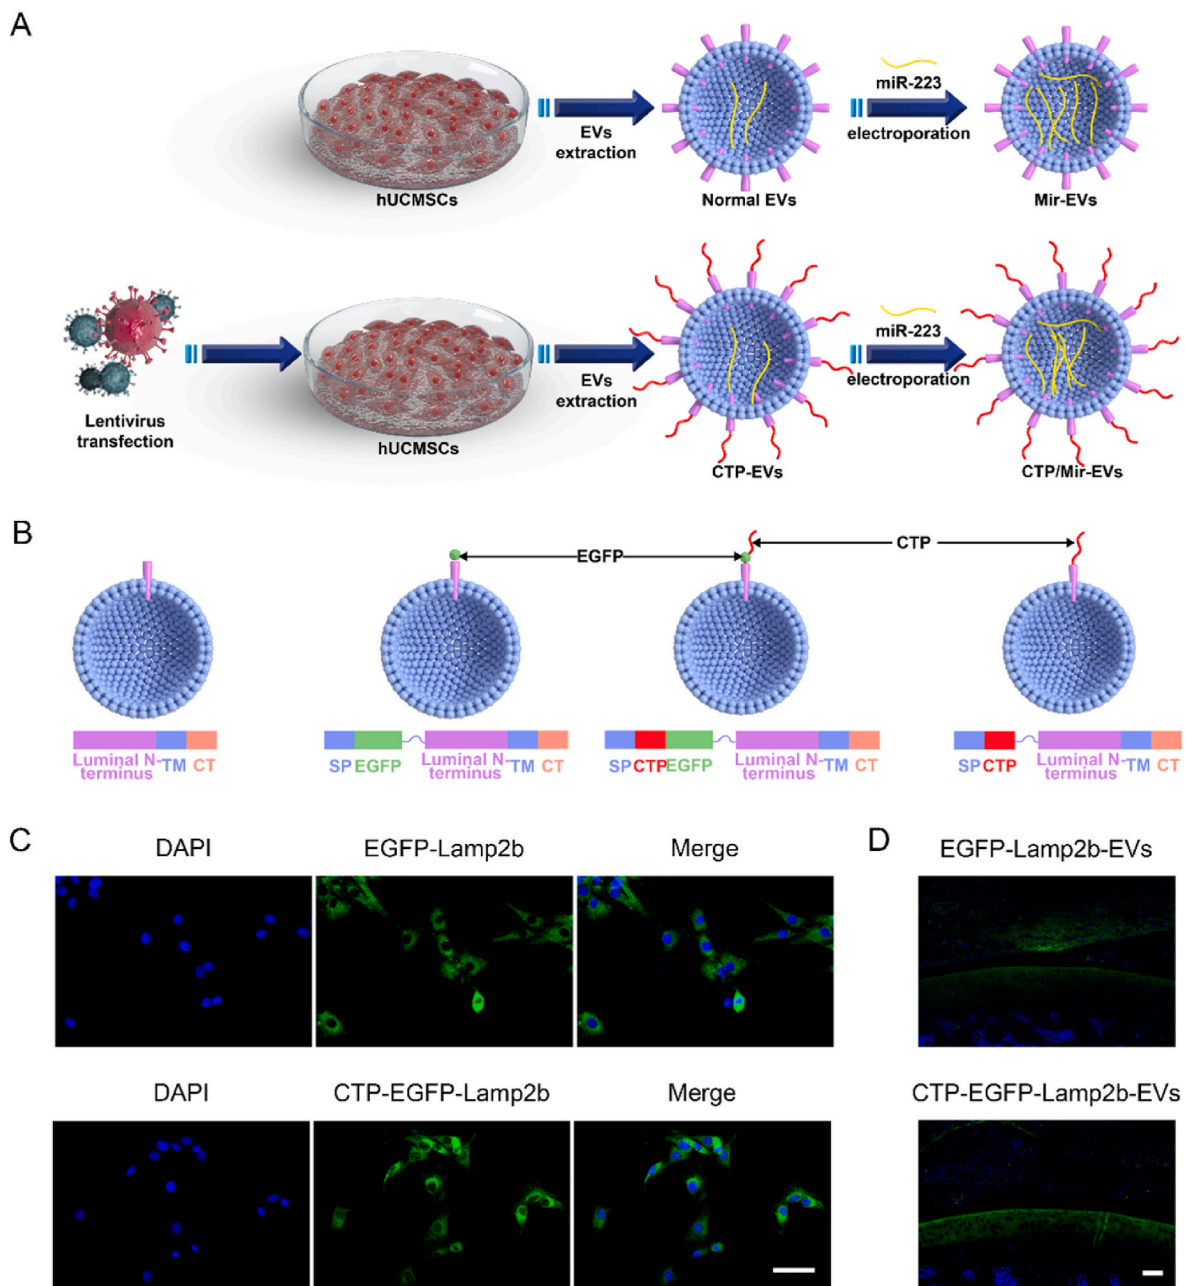 A
miR-223
EVs
extraction
electroporation
hUCMSCs
Normal EVs
Mir-EVs
miR-223
EVs
extraction
electroporation
Lentivirus
transfection
hUCMSCs
CTP-EVs
CTP/Mir-EVs
B
EGFP
CTP
Luminal N-
terminus
TM
CT
SP
EGFP
Luminal N-
terminus
TM
CT
SP
CTP
EGFP
Luminal N-
terminus
TM
CT
SP
CTP
Luminal N-
terminus
TM
CT
C
DAPI
EGFP-Lamp2b
Merge
D
EGFP-Lamp2b-EVs
DAPI
CTP-EGFP-Lamp2b
Merge
CTP-EGFP-Lamp2b-EVs